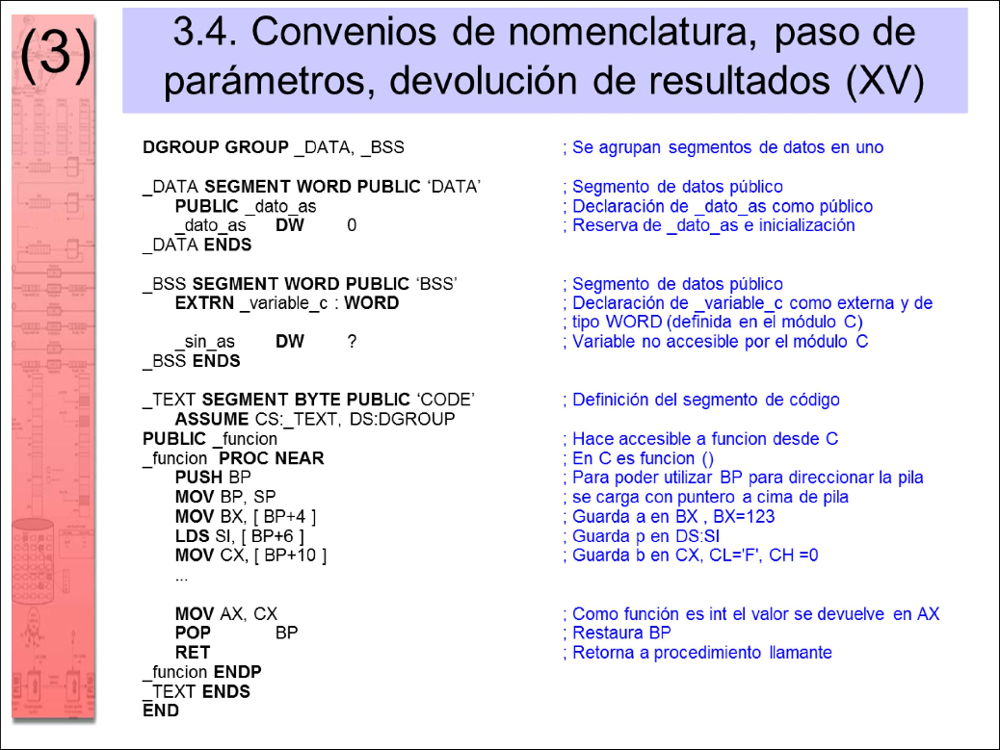 (3)
3.4. Convenios de nomenclatura, paso de
parámetros, devolución de resultados (XV)
DGROUP GROUP _DATA, _BSS ; Se agrupan segmentos de datos en uno
_DATA SEGMENT WORD PUBLIC ‘DATA’ ; Segmento de datos público
PUBLIC _dato_as ; Declaración de _dato_as como público
_dato_as DW 0 ; Reserva de _dato_as e inicialización
_DATA ENDS
_BSS SEGMENT WORD PUBLIC ‘BSS’ ; Segmento de datos público
EXTRN _variable_c : WORD ; Declaración de _variable_c como externa y de
; tipo WORD (definida en el módulo C)
_sin_as DW ? ; Variable no accesible por el módulo C
_BSS ENDS
_TEXT SEGMENT BYTE PUBLIC ‘CODE’ ; Definición del segmento de código
ASSUME CS:_TEXT, DS:DGROUP
PUBLIC _funcion ; Hace accesible a funcion desde C
_funcion PROC NEAR ; En C es funcion ()
PUSH BP ; Para poder utilizar BP para direccionar la pila
MOV BP, SP ; se carga con puntero a cima de pila
MOV BX, [ BP+4 ] ; Guarda a en BX , BX=123
LDS SI, [ BP+6 ] ; Guarda p en DS:SI
MOV CX, [ BP+10 ] ; Guarda b en CX, CL='F', CH =0
...
MOV AX, CX ; Como función es int el valor se devuelve en AX
POP BP ; Restaura BP
RET ; Retorna a procedimiento llamante
_funcion ENDP
_TEXT ENDS
END